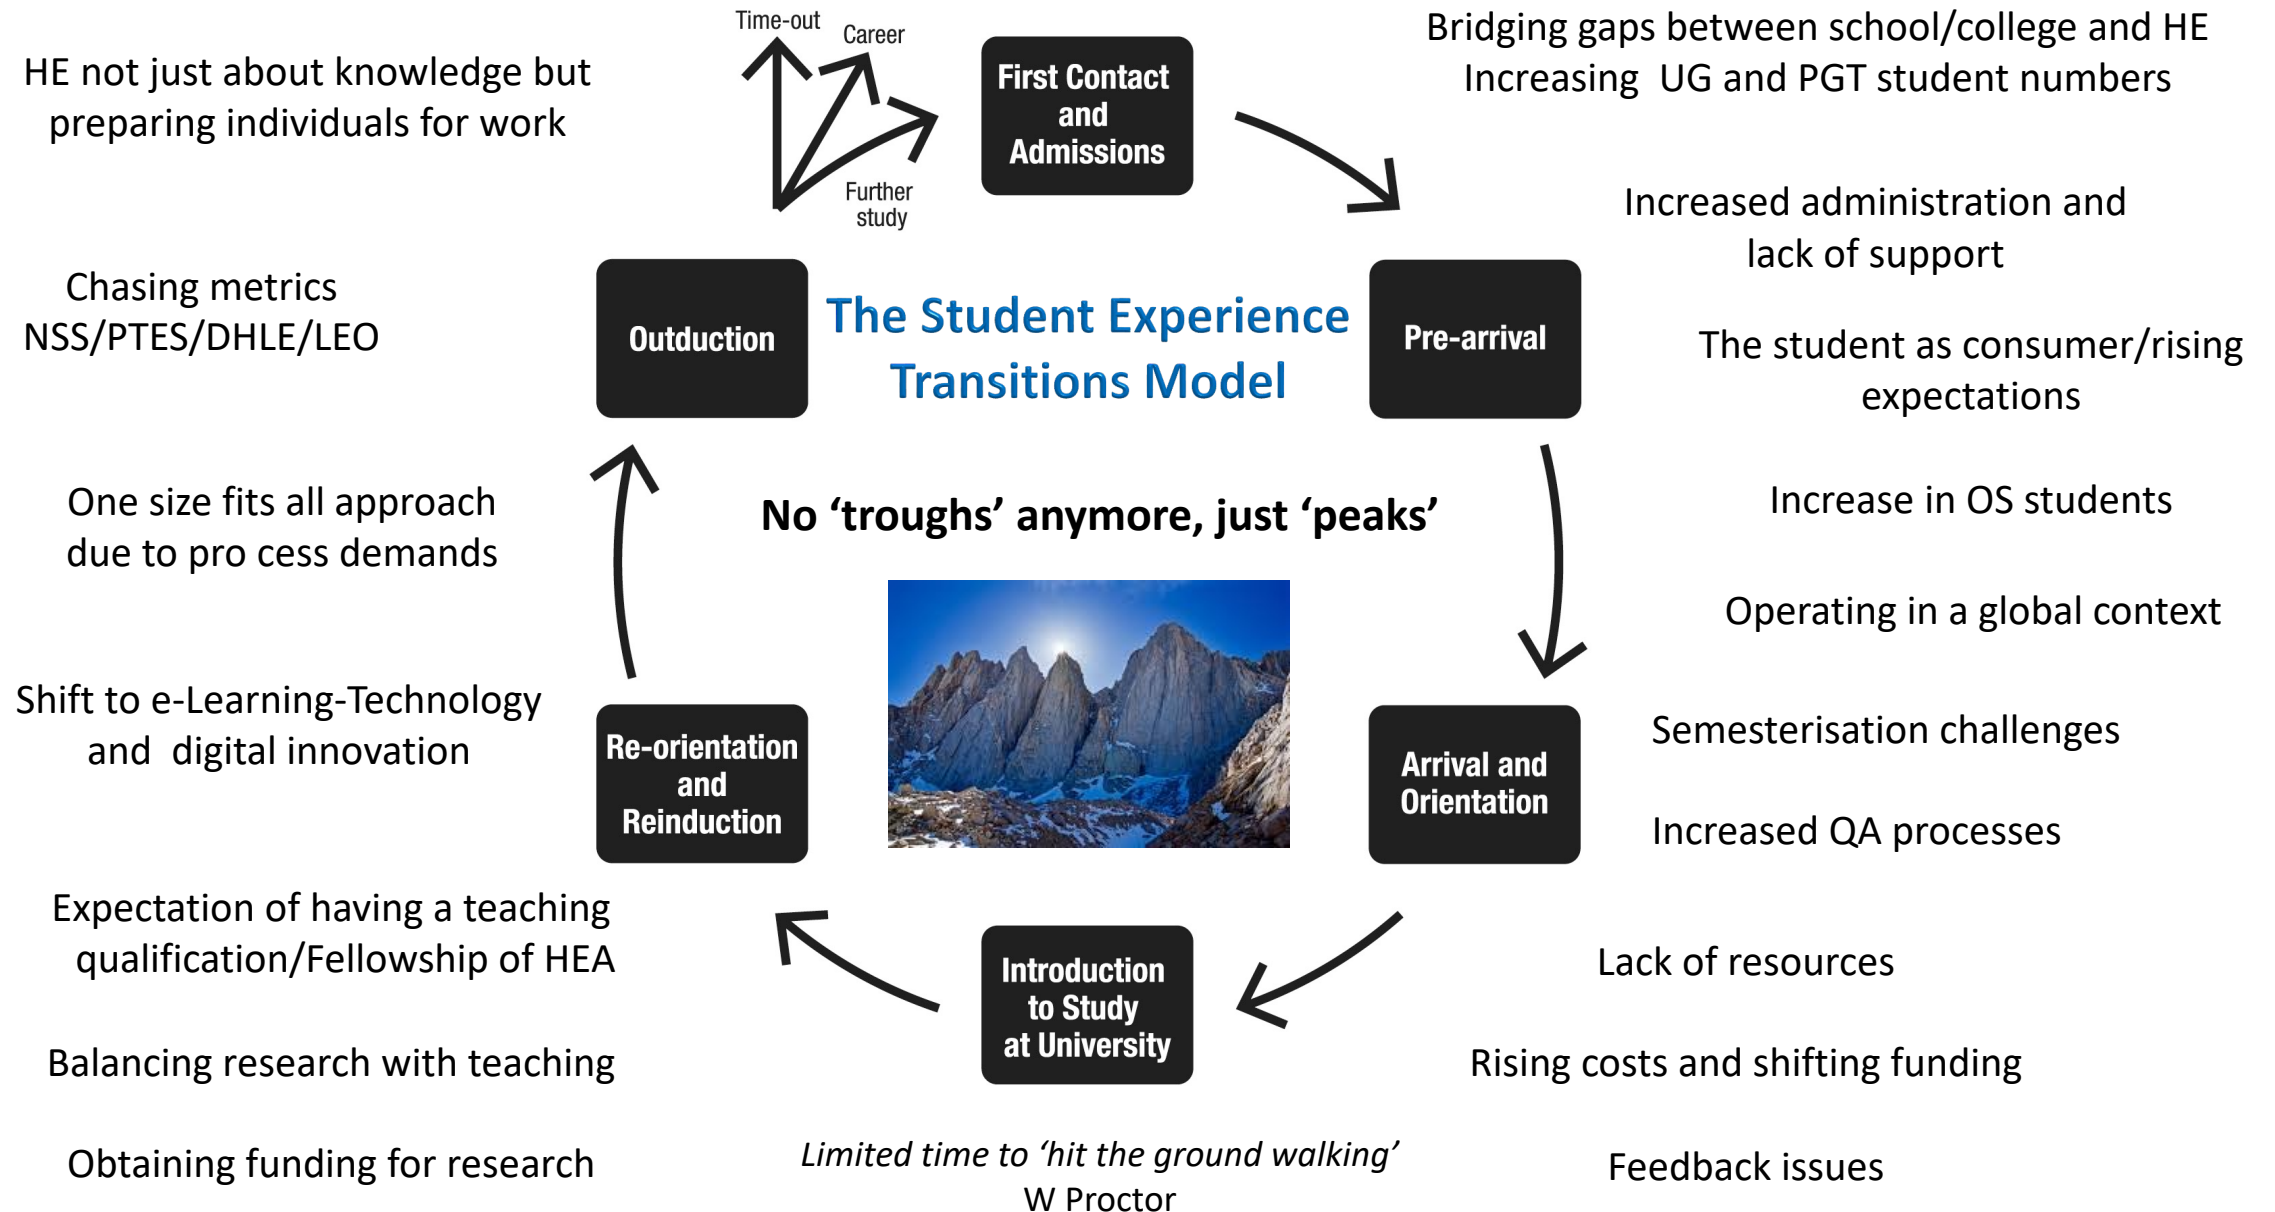 Time-out
Career
Further
study
First Contact
and
Admissions
Bridging gaps between school/college and HE
Increasing UG and PGT student numbers
HE not just about knowledge but
preparing individuals for work
Increased administration and
lack of support
Chasing metrics
NSS/PTES/DHLE/LEO
Outduction
The Student Experience
Transitions Model
Pre-arrival
The student as consumer/rising
expectations
One size fits all approach
due to pro cess demands
No ‘troughs’ anymore, just ‘peaks’
Increase in OS students
Operating in a global context
Shift to e-Learning-Technology
and digital innovation
Re-orientation
and
Reinduction
Arrival and
Orientation
Semesterisation challenges
Increased QA processes
Expectation of having a teaching
qualification/Fellowship of HEA
Introduction
to Study
at University
Lack of resources
Balancing research with teaching
Rising costs and shifting funding
Obtaining funding for research
Limited time to ‘hit the ground walking’
W Proctor
Feedback issues